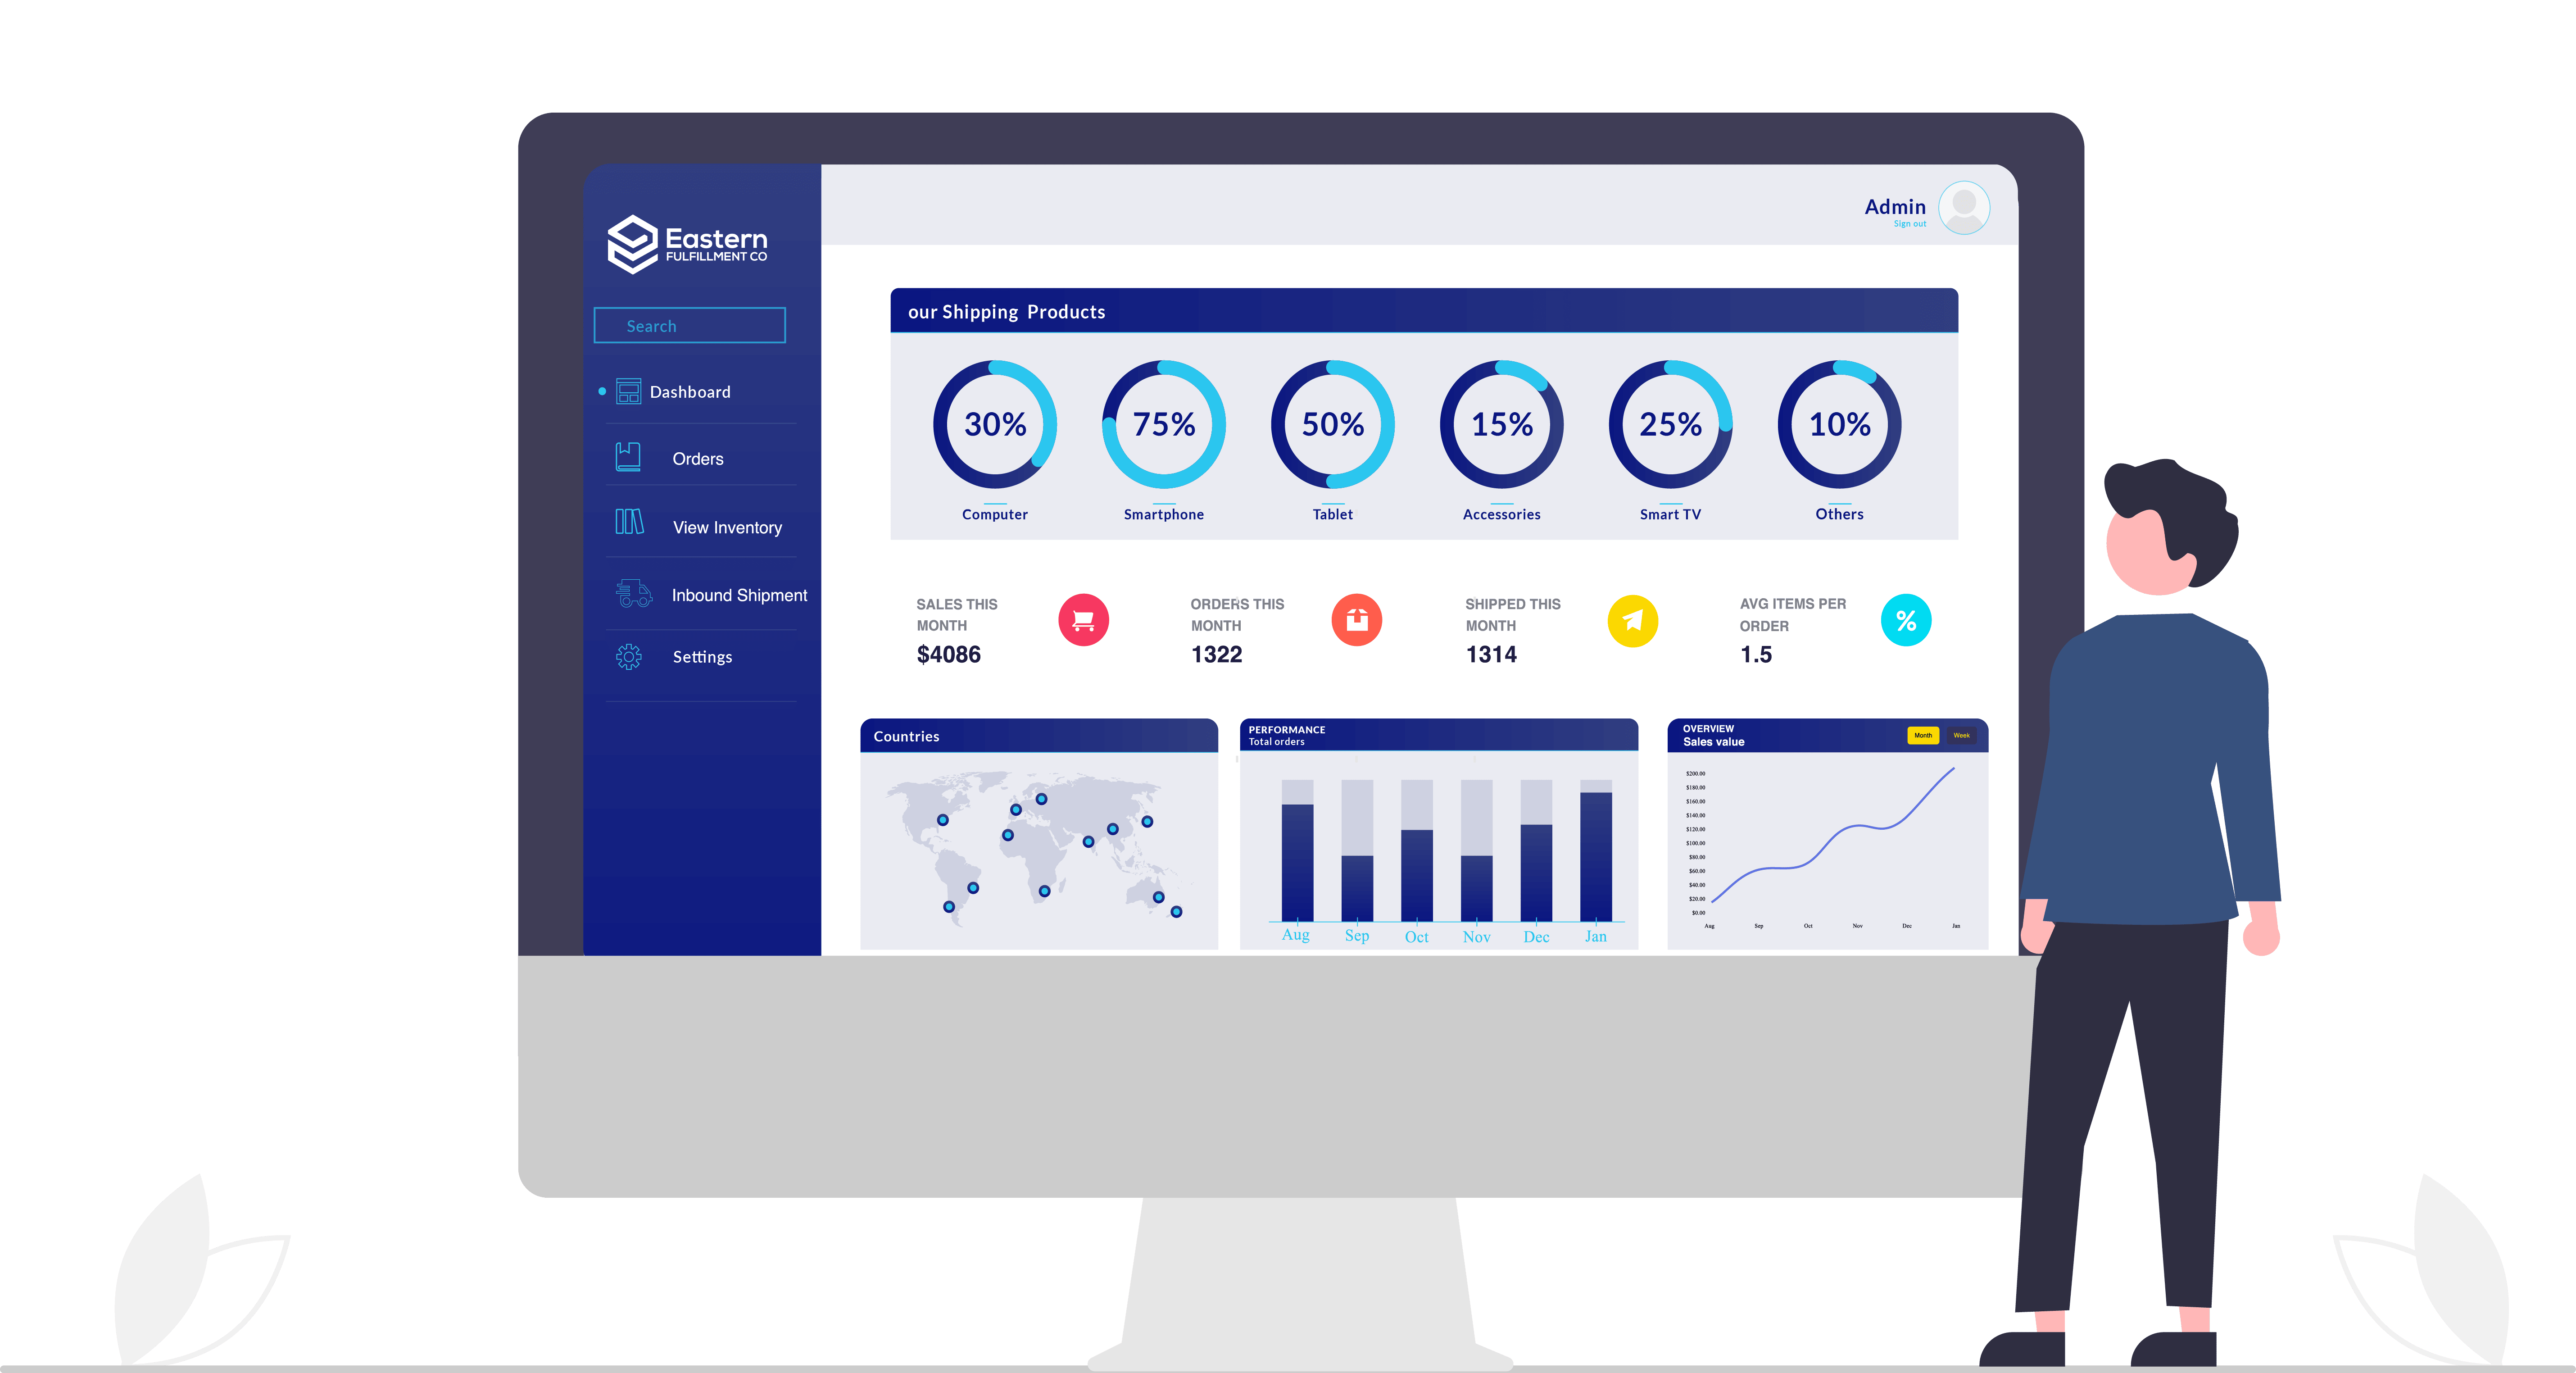 Eastern
FULFILLMENT CO
Search
Dashboard
Orders
View Inventory
Inbound Shipment
Settings
Admin
Sign out
our Shipping Products
30%
75%
50%
15%
25%
10%
Computer
Smartphone
Tablet
Accessories
Smart TV
Others
SALES THIS
MONTH
$4086
ORDERS THIS
MONTH
1322
SHIPPED THIS
MONTH
1314
AVG ITEMS PER
ORDER
1.5
%
Countries
PERFORMANCE
Total orders
Aug
Sep
Oct
Nov
Dec
Jan
OVERVIEW
Sales value
Month
Week
$200.00
$180.00
$160.00
$140.00
$120.00
$100.00
$80.00
$60.00
$40.00
$20.00
$0.00
Aug
Sep
Oct
Nov
Dec
Jan